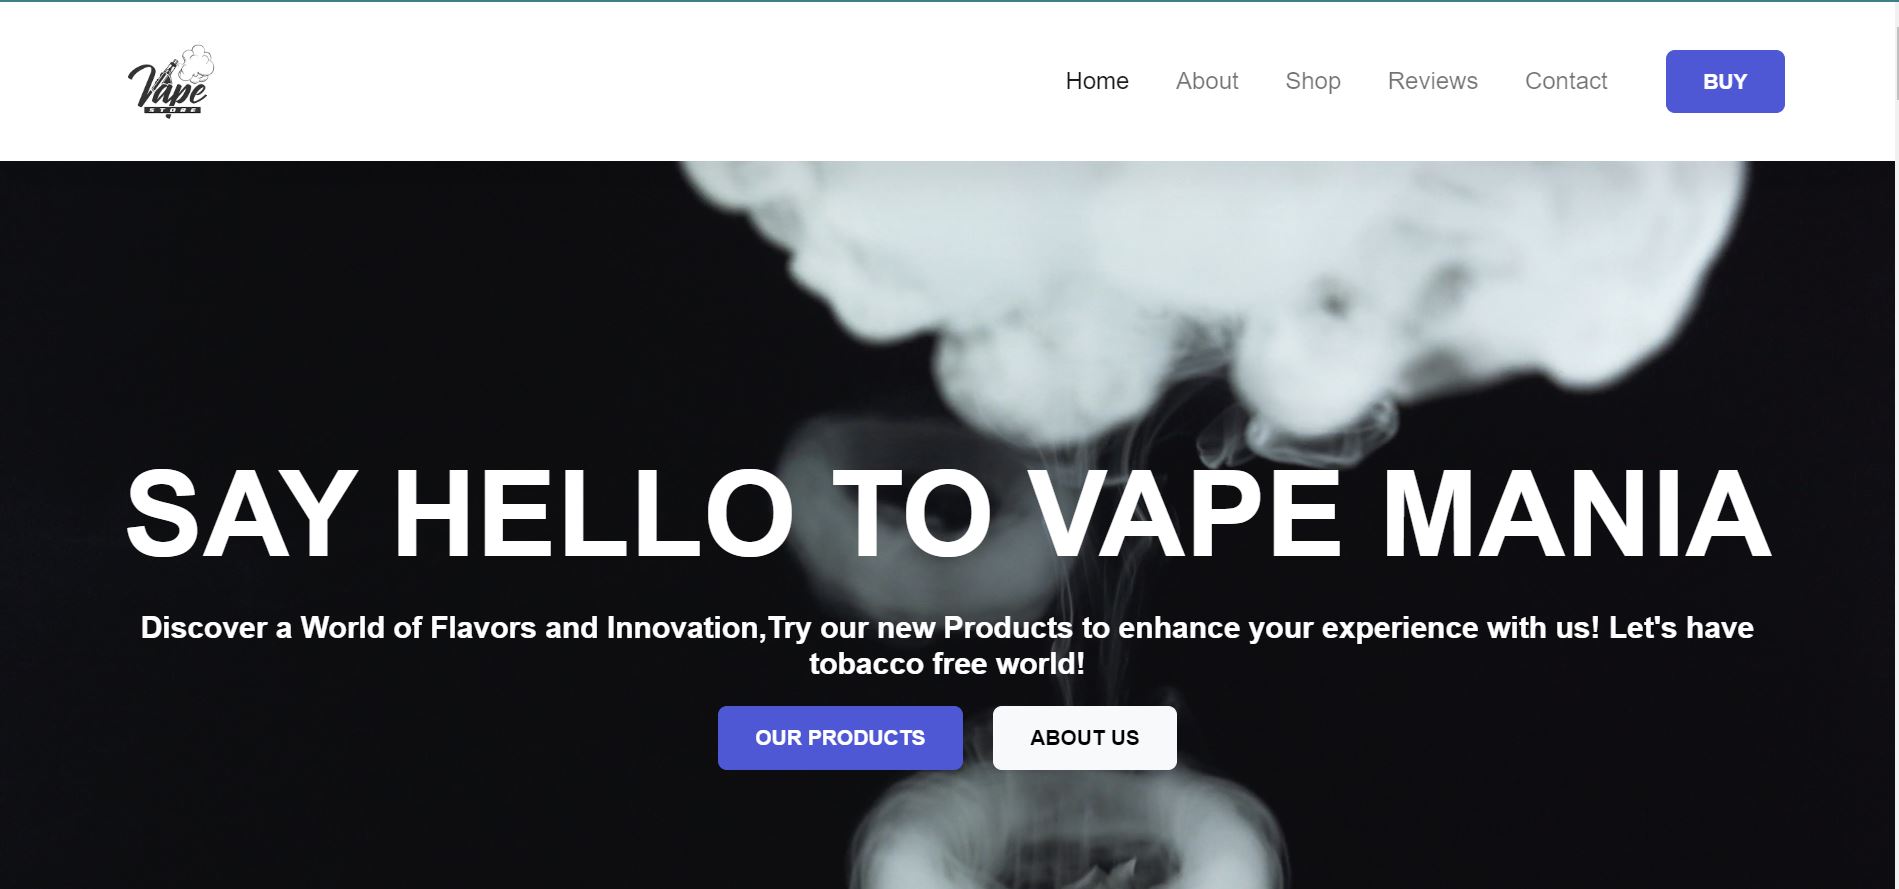 Vape
STORE
Home About Shop Reviews Contact BUY
SAY HELLO TO VAPE MANIA
Discover a World of Flavors and Innovation,Try our new Products to enhance your experience with us! Let's have
tobacco free world!
OUR PRODUCTS ABOUT US